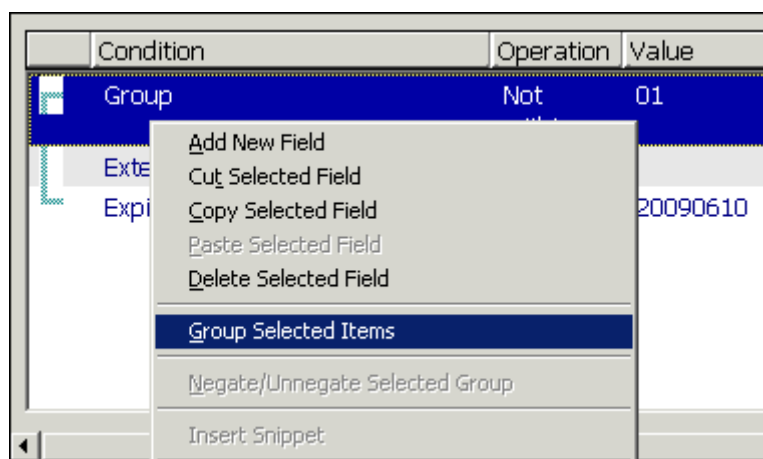 Condition Operation Value
Group Not 01
Add New Field
Exte
Cut Selected Field
Expi Copy Selected Field 20090610
Paste Selected Field
Delete Selected Field
Group Selected Items
Negate/Unnegate Selected Group
Insert Snippet